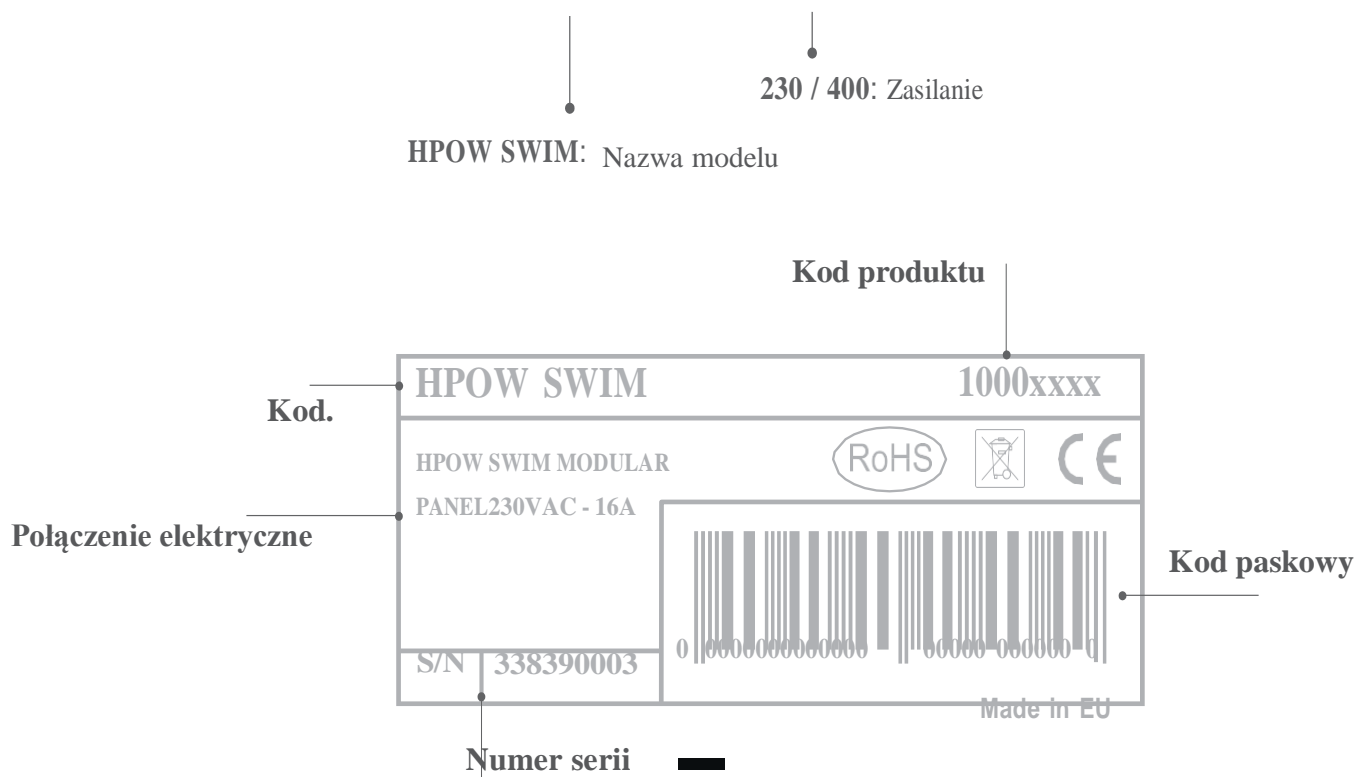 230 / 400: Zasilanie
HPOW SWIM: Nazwa modelu
Kod produktu
HPOW SWIM 1000xxxx
Kod.
HPOW SWIM MODULAR
RoHS
CE
PANEL230VAC - 16A
Połączenie elektryczne
Kod paskowy
S/N 338390003
0 0000000000000 00000 000000 0
Made in EU
Numer serii